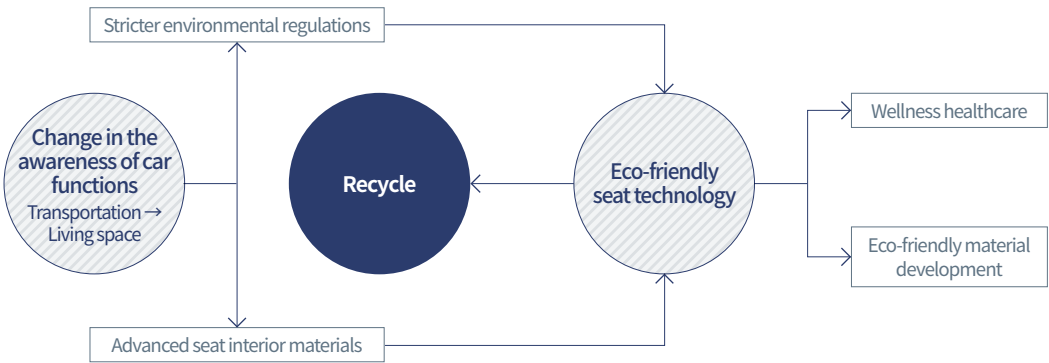 Stricter environmental regulations
Change in the
awareness of car
functions
Transportation →
Living space
Recycle
Eco-friendly
seat technology
Wellness healthcare
Eco-friendly material
development
Advanced seat interior materials